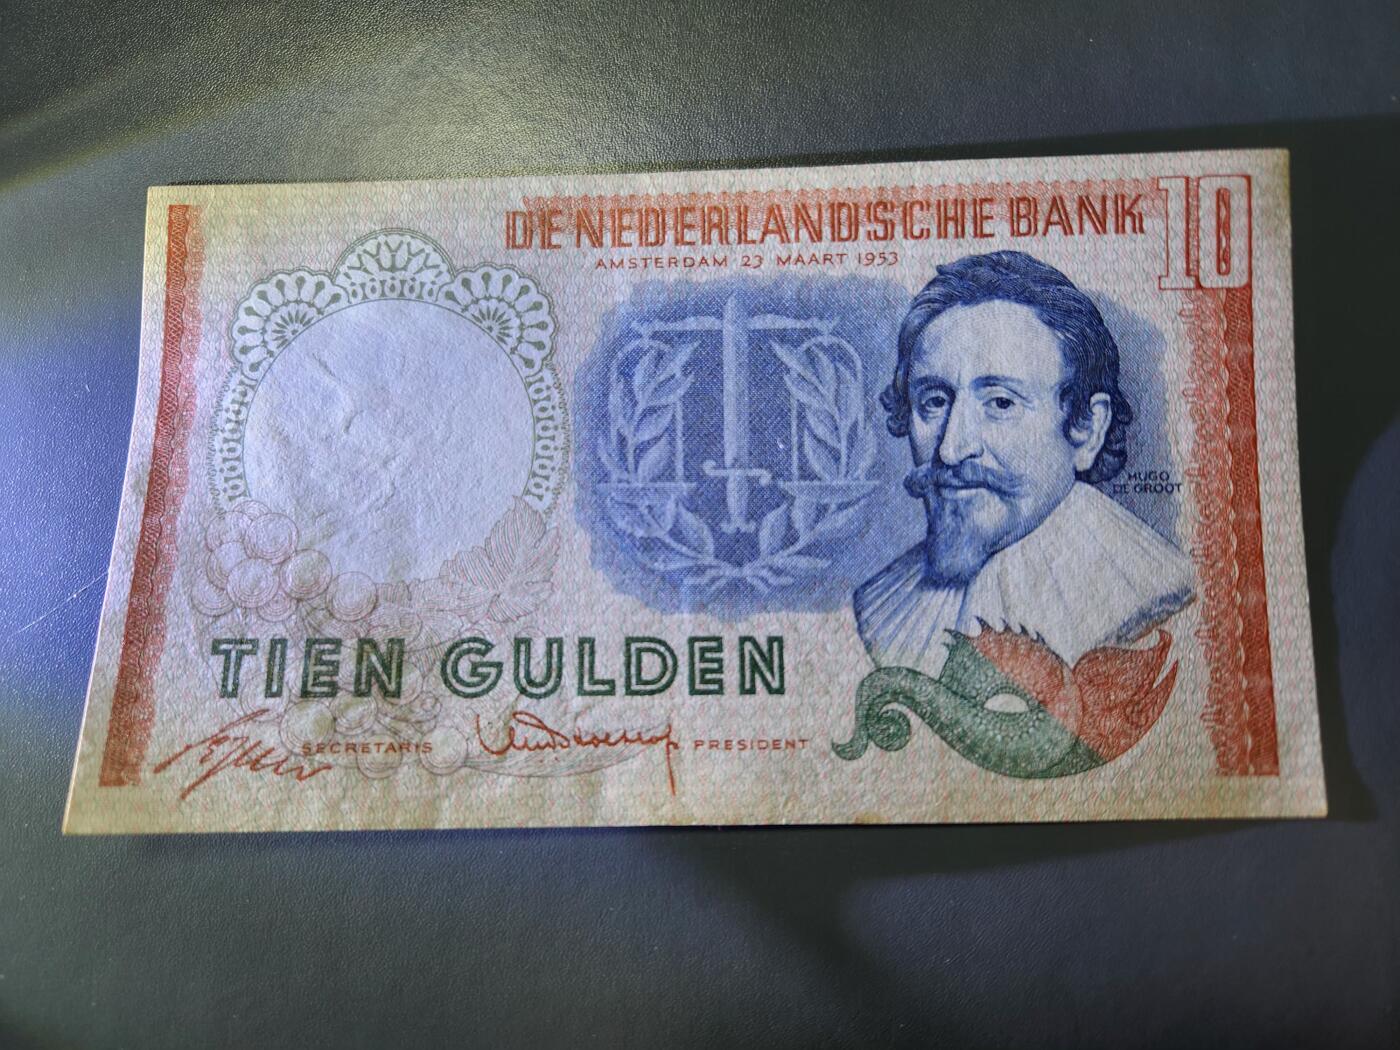 DE NEDERLANDSCHE BANK 10
AMSTERDAM 23 MAART 1953
HUGO
DE GROOT
TIEN GULDEN
SECRETARIS PRESIDENT